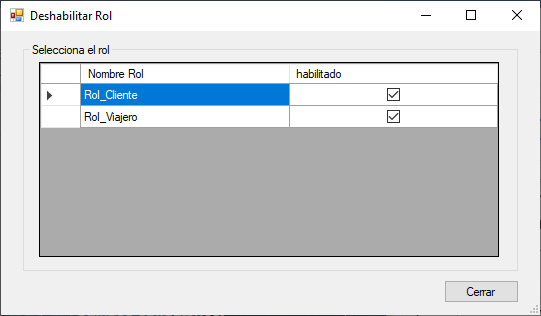 Deshabilitar Rol
Selecciona el rol
Nombre Rol habilitado
Rol_Cliente
Rol_Viajero
Cerrar